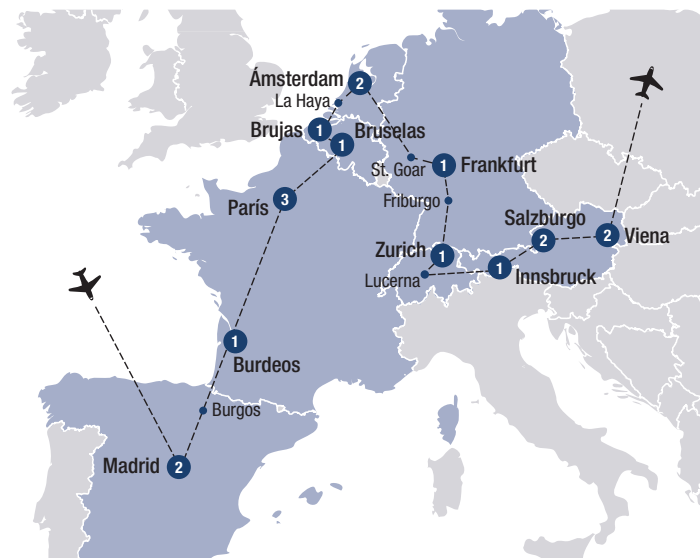 Ámsterdam
2
La Haya
Brujas
1
Bruselas
1
St. Goar
Frankfurt
1
París
3
Friburgo
Salzburgo
2
Viena
2
Zurich
1
Lucerna
Innsbruck
1
Burdeos
1
Burgos
Madrid
2